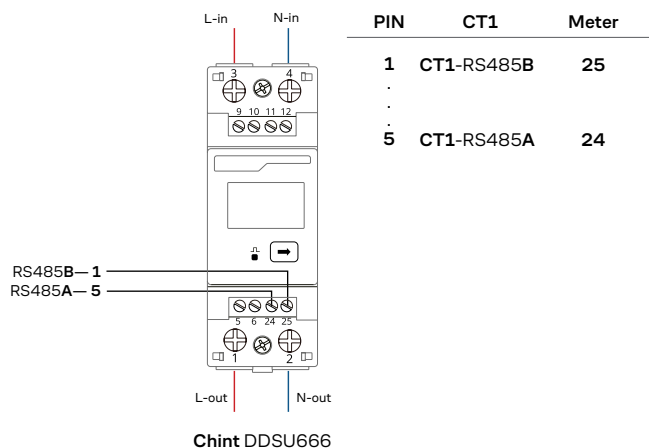 L-in N-in
3 4
9 10 11 12
RS485B— 1
RS485A— 5
5 6 24 25
1 2
L-out N-out
Chint DDSU666
PIN CT1 Meter
1 CT1-RS485B 25
.
.
.
5 CT1-RS485A 24